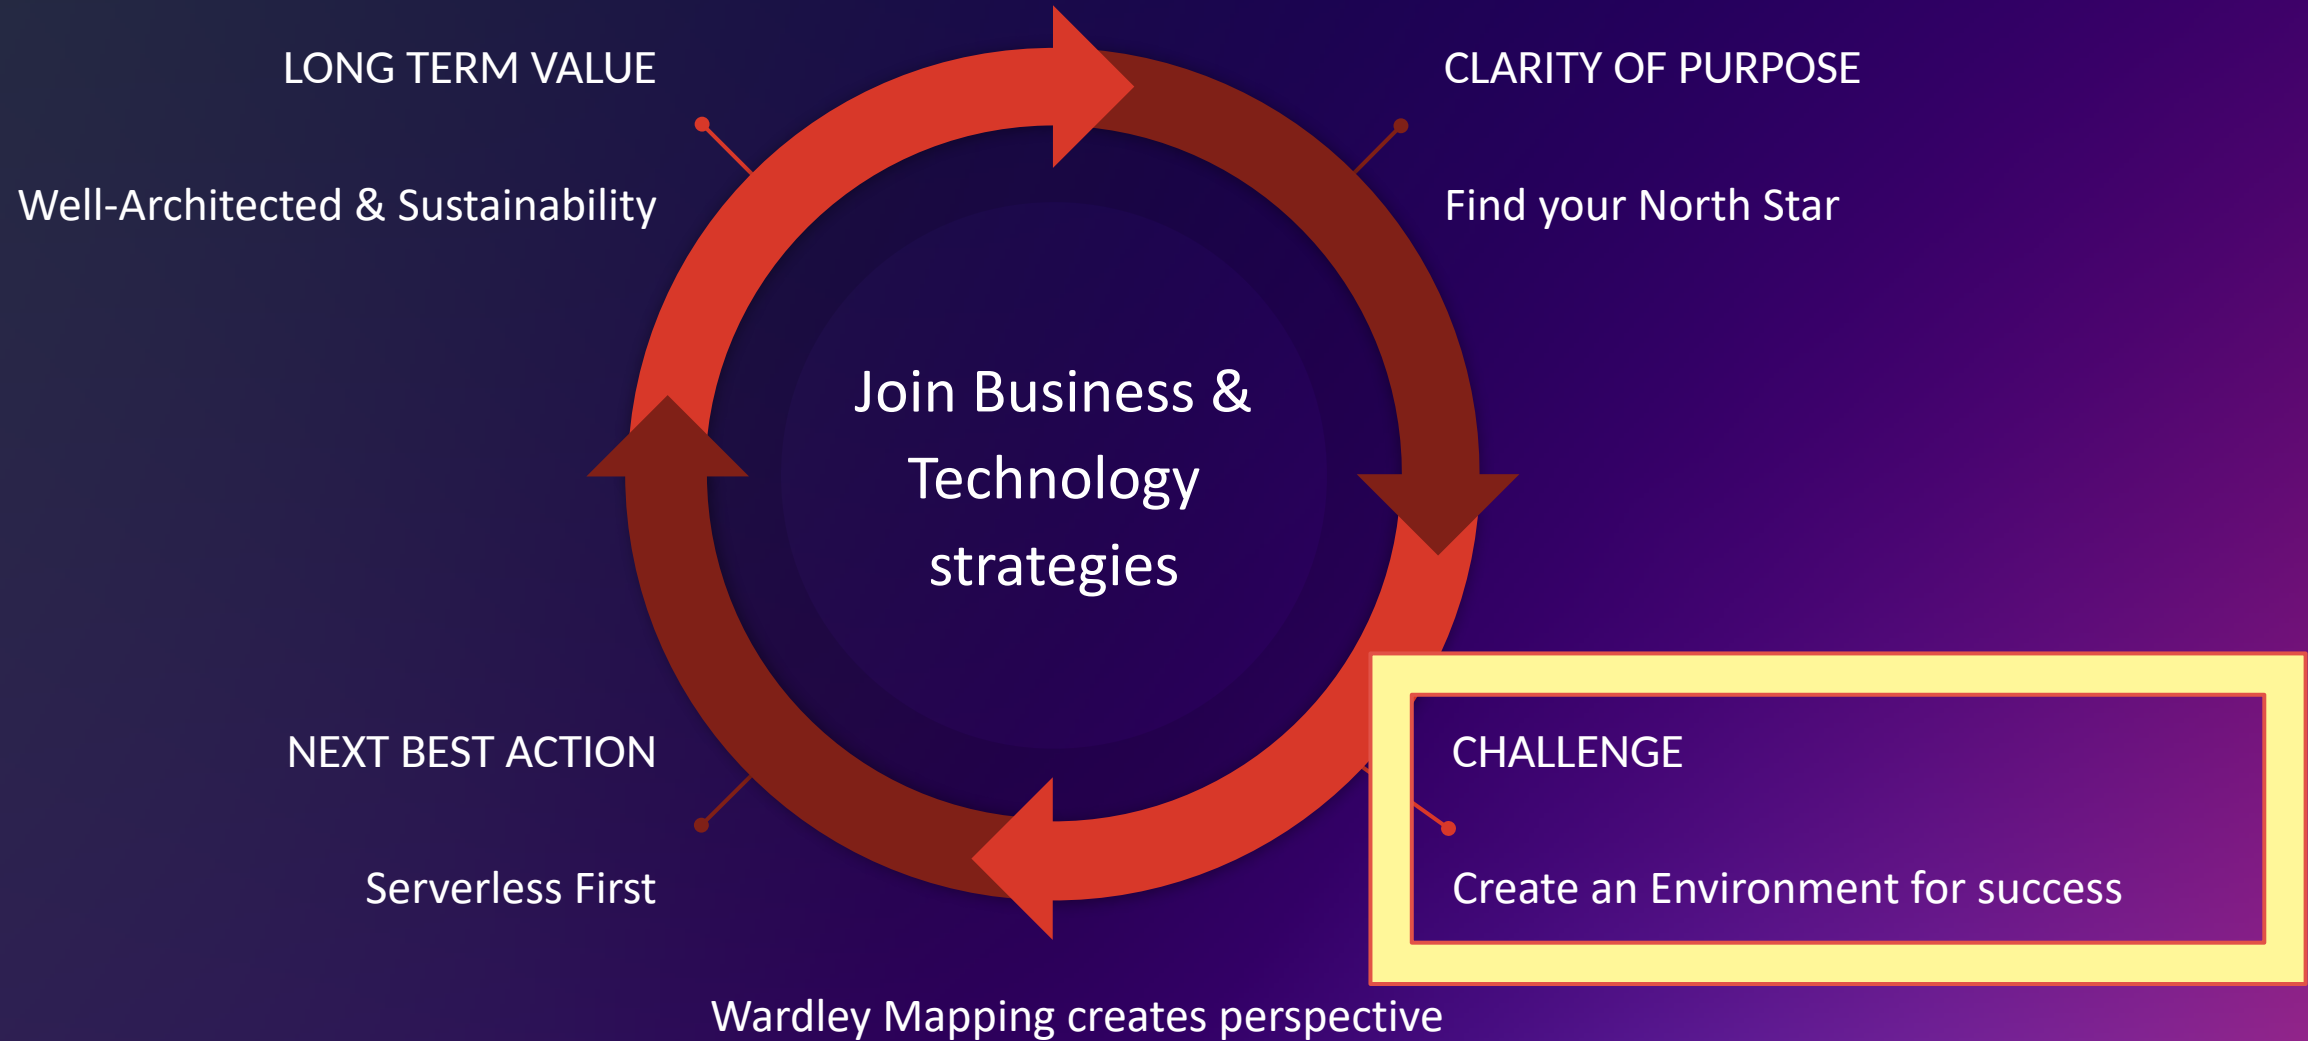 LONG TERM VALUE
Well-Architected & Sustainability
CLARITY OF PURPOSE
Find your North Star
Join Business &
Technology
strategies
NEXT BEST ACTION
Serverless First
CHALLENGE
Create an Environment for success
Wardley Mapping creates perspective